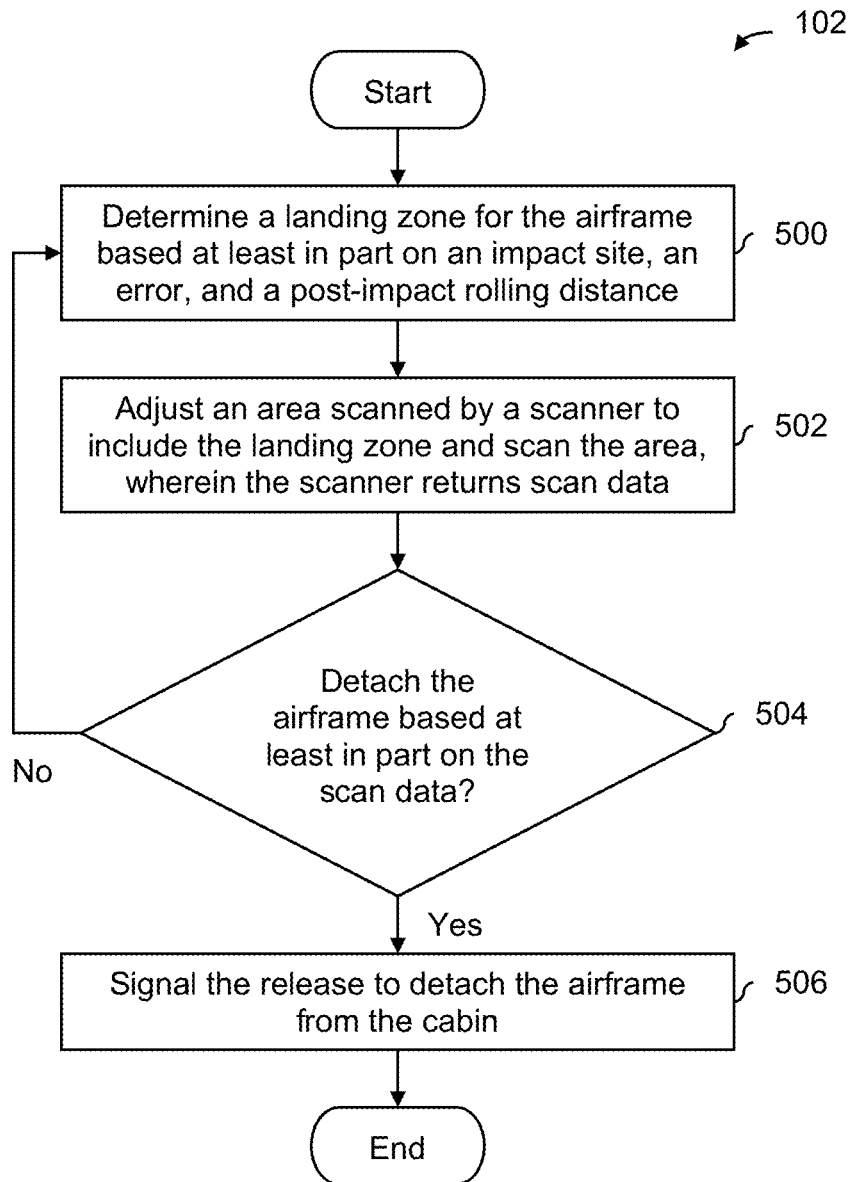 102
Start
Determine a landing zone for the airframe
based at least in part on an impact site, an
error, and a post-impact rolling distance
500
Adjust an area scanned by a scanner to
include the landing zone and scan the area,
wherein the scanner returns scan data
502
Detach the
airframe based at
least in part on the
scan data?
504
No
Yes
Signal the release to detach the airframe
from the cabin
506
End